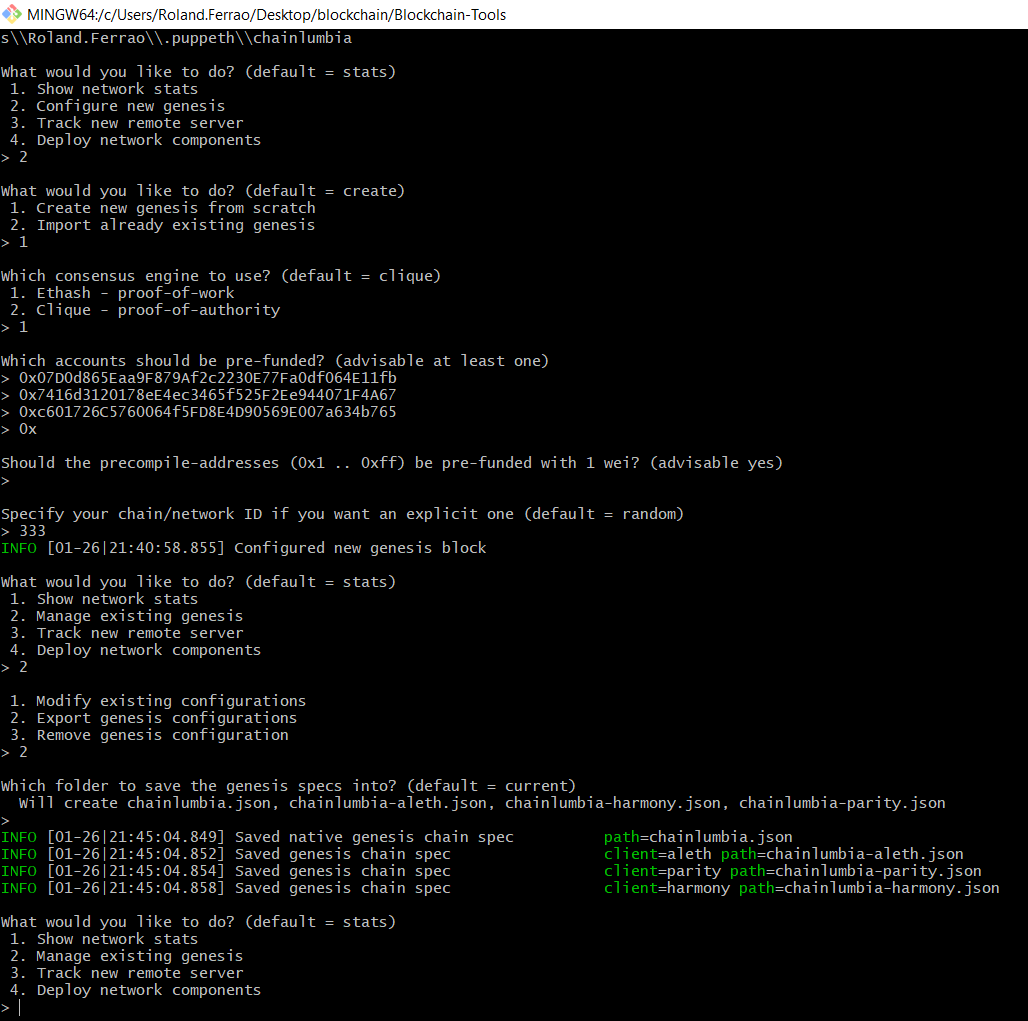 MINGW64:/c/Users/Roland.Ferrao/Desktop/blockchain/Blockchain-Tools
s\\Roland.Ferrao\\.puppeth\\chainlumbia
What would you like to do? (default = stats)
1. Show network stats
2. Configure new genesis
3. Track new remote server
4. Deploy network components
> 2
What would you like to do? (default = create)
1. Create new genesis from scratch
2. Import already existing genesis
> 1
Which consensus engine to use? (default = clique)
1. Ethash - proof-of-work
2. Clique - proof-of-authority
> 1
Which accounts should be pre-funded? (advisable at least one)
> 0x07D0d865Eaa9F879Af2c2230E77Fa0df064E11fb
> 0x7416d3120178eE4ec3465f525F2Ee944071F4A67
> 0xc601726C5760064f5FD8E4D90569E007a634b765
> 0x
Should the precompile-addresses (0x1 .. 0xff) be pre-funded with 1 wei? (advisable yes)
>
Specify your chain/network ID if you want an explicit one (default = random)
> 333
INFO [01-26|21:40:58.855] Configured new genesis block
What would you like to do? (default = stats)
1. Show network stats
2. Manage existing genesis
3. Track new remote server
4. Deploy network components
> 2
1. Modify existing configurations
2. Export genesis configurations
3. Remove genesis configuration
> 2
Which folder to save the genesis specs into? (default = current)
Will create chainlumbia.json, chainlumbia-aleth.json, chainlumbia-harmony.json, chainlumbia-parity.json
>
INFO [01-26|21:45:04.849] Saved native genesis chain spec path=chainlumbia.json
INFO [01-26|21:45:04.852] Saved genesis chain spec client=aleth path=chainlumbia-aleth.json
INFO [01-26|21:45:04.854] Saved genesis chain spec client=parity path=chainlumbia-parity.json
INFO [01-26|21:45:04.858] Saved genesis chain spec client=harmony path=chainlumbia-harmony.json
What would you like to do? (default = stats)
1. Show network stats
2. Manage existing genesis
3. Track new remote server
4. Deploy network components
>